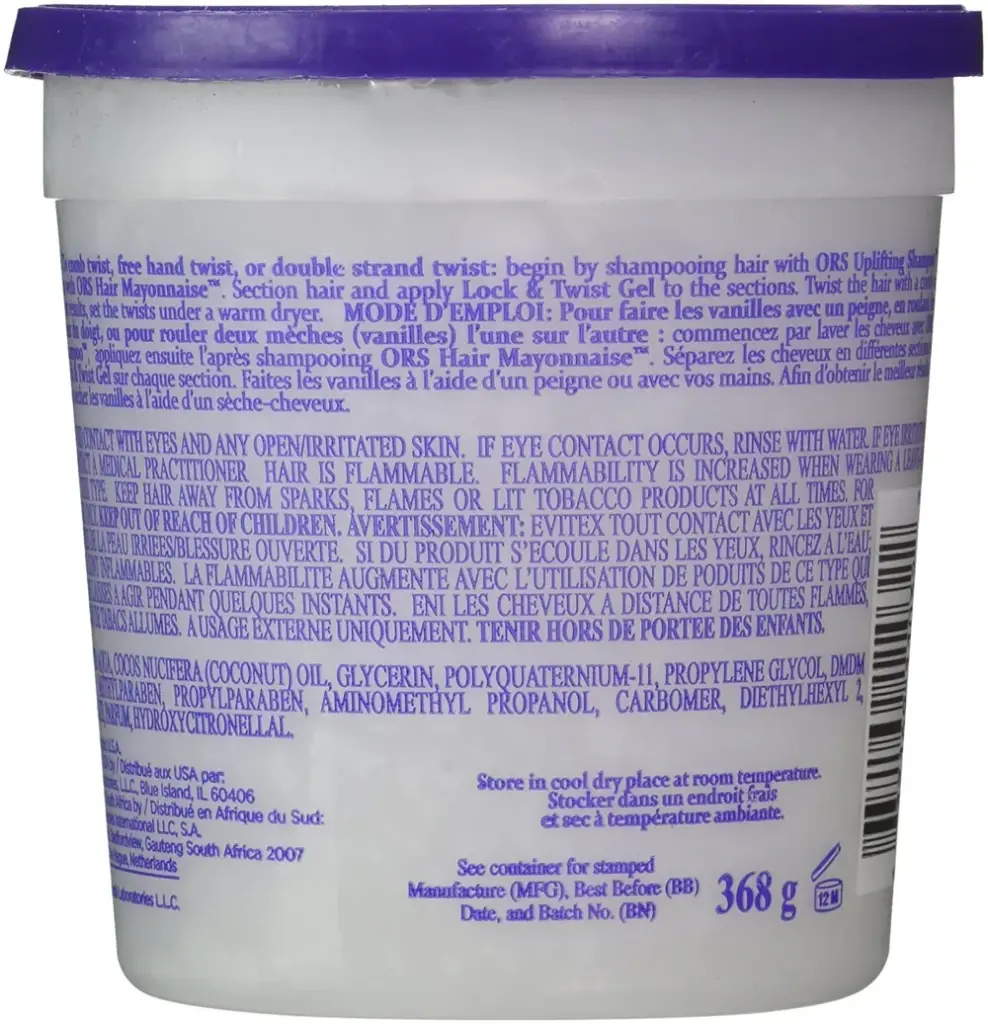 comb twist, free hand twist, or double strand twist: begin by shampooing hair with ORS Uplifting
ORS Hair Mayonnaise™. Section hair and apply Lock & Twist Gel to the sections. Twist the hair with a
set the twists under a warm dryer. MODE D'EMPLOI: Pour faire les vanilles avec un peigne, en
doigt, ou pour rouler deux mèches (vanilles) l'une sur l'autre : commencez par laver les cheveux
appliquez ensuite l'après shampooing ORS Hair Mayonnaise™. Séparez les cheveux en différentes
Twist Gel sur chaque section. Faites les vanilles à l'aide d'un peigne ou avec vos mains. Afin d'obtenir le meilleur
les vanilles à l'aide d'un sèche-cheveux.
CONTACT WITH EYES AND ANY OPEN/IRRITATED SKIN. IF EYE CONTACT OCCURS, RINSE WITH WATER. IF EYE
A MEDICAL PRACTITIONER HAIR IS FLAMMABLE. FLAMMABILITY IS INCREASED WHEN WEARING A
TYPE. KEEP HAIR AWAY FROM SPARKS, FLAMES OR LIT TOBACCO PRODUCTS AT ALL TIMES. FOR
KEEP OUT OF REACH OF CHILDREN. AVERTISSEMENT: EVITEX TOUT CONTACT AVEC LES YEUX ET
LA PEAU IRRIEES/BLESSURE OUVERTE. SI DU PRODUIT S'ECOULE DANS LES YEUX, RINCEZ A L'EAU:
INFLAMMABLES. LA FLAMMABILITE AUGMENTE AVEC L'UTILISATION DE PODUITS DE CE TYPE QUI
A AGIR PENDANT QUELQUES INSTANTS. ENI LES CHEVEUX A DISTANCE DE TOUTES FLAMMES,
TABACS ALLUMES. A USAGE EXTERNE UNIQUEMENT. TENIR HORS DE PORTEE DES ENFANTS.
COCOS NUCIFERA (COCONUT) OIL, GLYCERIN, POLYQUATERNIUM-11, PROPYLENE GLYCOL, DMDM
PROPYLPARABEN, AMINOMETHYL PROPANOL, CARBOMER, DIETHYLHEXYL 2,
PARFUM, HYDROXYCITRONELLAL.
U.S.A.
by / Distribué aux USA par:
LLC, Blue Island, IL 60406
Africa by / Distribué en Afrique du Sud:
International LLC, S.A.
Bedfordview, Gauteng South Africa 2007
Netherlands
Laboratories L.L.C.
Store in cool dry place at room temperature.
Stocker dans un endroit frais
et sec à température ambiante.
See container for stamped
Manufacture (MFG), Best Before (BB)
Date, and Batch No. (BN)
368 g
12 M